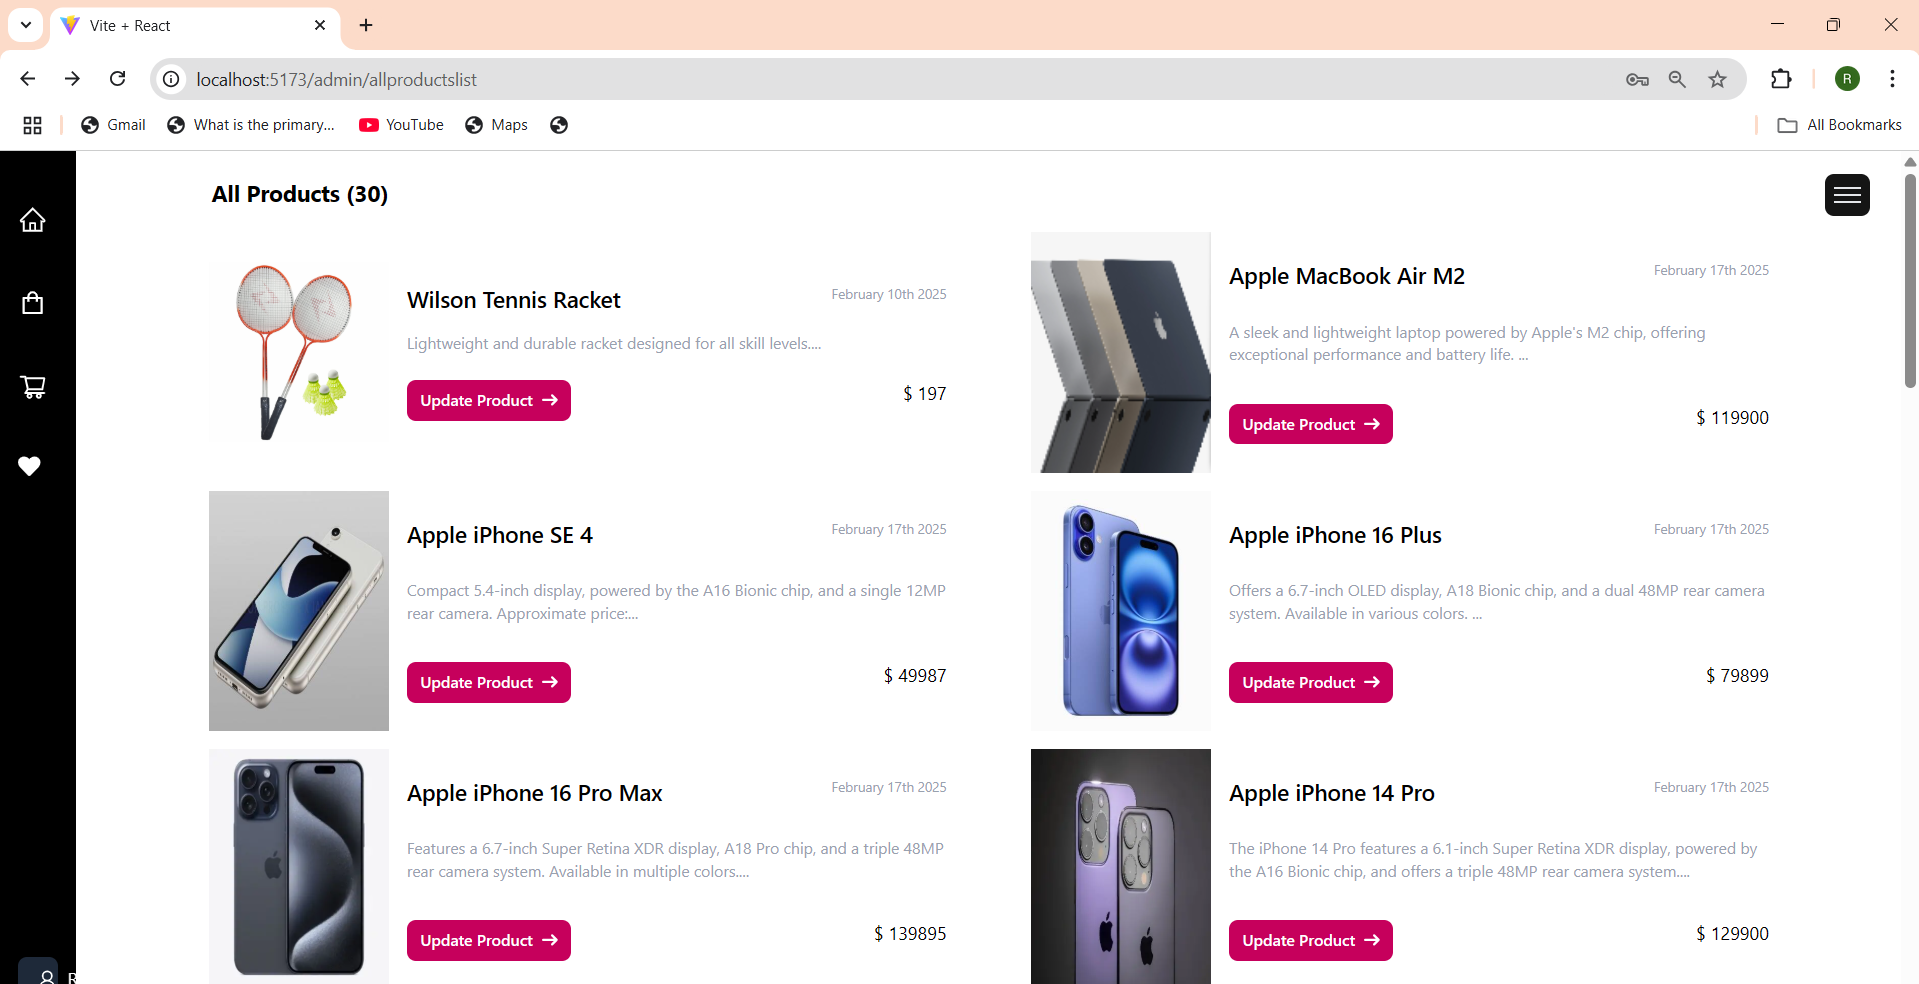 Vite + React
localhost:5173/admin/allproductslist
R
Gmail
What is the primary...
YouTube
Maps
All Bookmarks
All Products (30)
Wilson Tennis Racket
February 10th 2025
Lightweight and durable racket designed for all skill levels....
Update Product
$ 197
Apple MacBook Air M2
February 17th 2025
A sleek and lightweight laptop powered by Apple's M2 chip, offering
exceptional performance and battery life. ...
Update Product
$ 119900
Apple iPhone SE 4
February 17th 2025
Compact 5.4-inch display, powered by the A16 Bionic chip, and a single 12MP
rear camera. Approximate price:...
Update Product
$ 49987
Apple iPhone 16 Plus
February 17th 2025
Offers a 6.7-inch OLED display, A18 Bionic chip, and a dual 48MP rear camera
system. Available in various colors. ...
Update Product
$ 79899
Apple iPhone 16 Pro Max
February 17th 2025
Features a 6.7-inch Super Retina XDR display, A18 Pro chip, and a triple 48MP
rear camera system. Available in multiple colors....
Update Product
$ 139895
Apple iPhone 14 Pro
February 17th 2025
The iPhone 14 Pro features a 6.1-inch Super Retina XDR display, powered by
the A16 Bionic chip, and offers a triple 48MP rear camera system....
Update Product
$ 129900